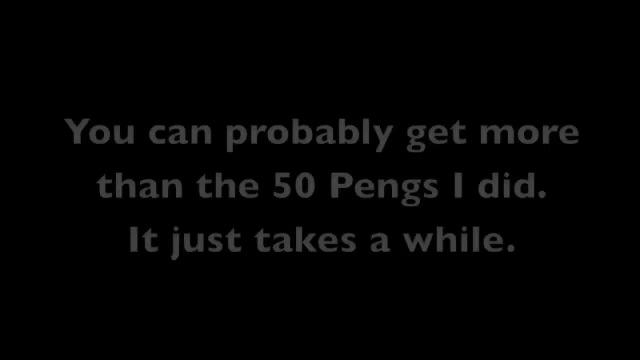 You can probably get more
than the 50 Pengs I did.
It just takes a while.